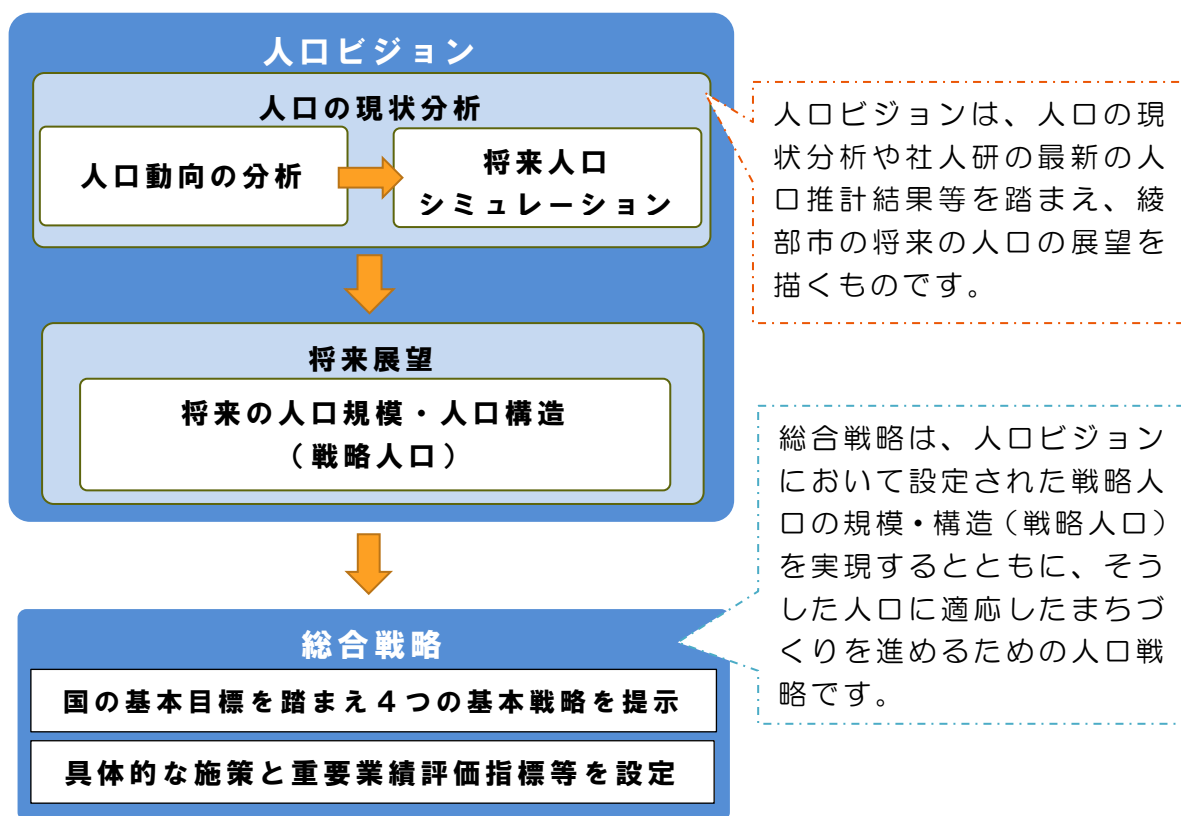 人口ビジョン
人口の現状分析
人口動向の分析
将来人口
シミュレーション
将来展望
将来の人口規模・人口構造
（戦略人口）
人口ビジョンは、人口の現
状分析や社人研の最新の人
口推計結果等を踏まえ、綾
部市の将来の人口の展望を
描くものです。
総合戦略
国の基本目標を踏まえ４つの基本戦略を提示
具体的な施策と重要業績評価指標等を設定
総合戦略は、人口ビジョン
において設定された戦略人
口の規模・構造（戦略人口）
を実現するとともに、そう
した人口に適応したまちづ
くりを進めるための人口戦
略です。